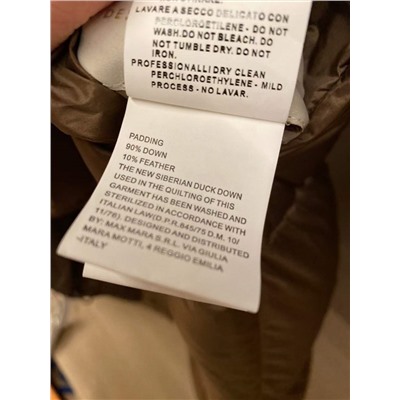 LAVARE A SECCO DELICATO CON
PERCLOROETILENE - DO NOT
WASH.DO NOT BLEACH. DO
NOT TUMBLE DRY. DO NOT
IRON.
PROFESSIONALLI DRY CLEAN
PERCHLOROETHYLENE - MILD
PROCESS - NO LAVAR.
PADDING
90% DOWN
10% FEATHER
THE NEW SIBERIAN DUCK DOWN
USED IN THE QUILTING OF THIS
GARMENT HAS BEEN WASHED AND
STERILIZED IN ACCORDANCE WITH
ITALIAN LAW(D.P.R.845/75 D.M. 10/
11/76). DESIGNED AND DISTRIBUTED
BY: MAX MARA S.R.L. VIA GIULIA
MARA MOTTI, 4 REGGIO EMILIA
-ITALY